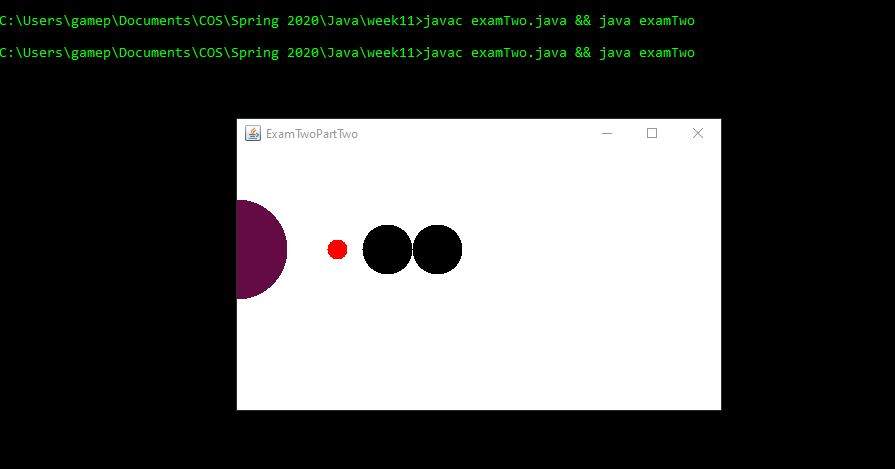 C:\Users\gamep\Documents\COS\Spring 2020\Java\week11>javac examTwo.java && java examTwo
C:\Users\gamep\Documents\COS\Spring 2020\Java\week11>javac examTwo.java && java examTwo
ExamTwoPartTwo